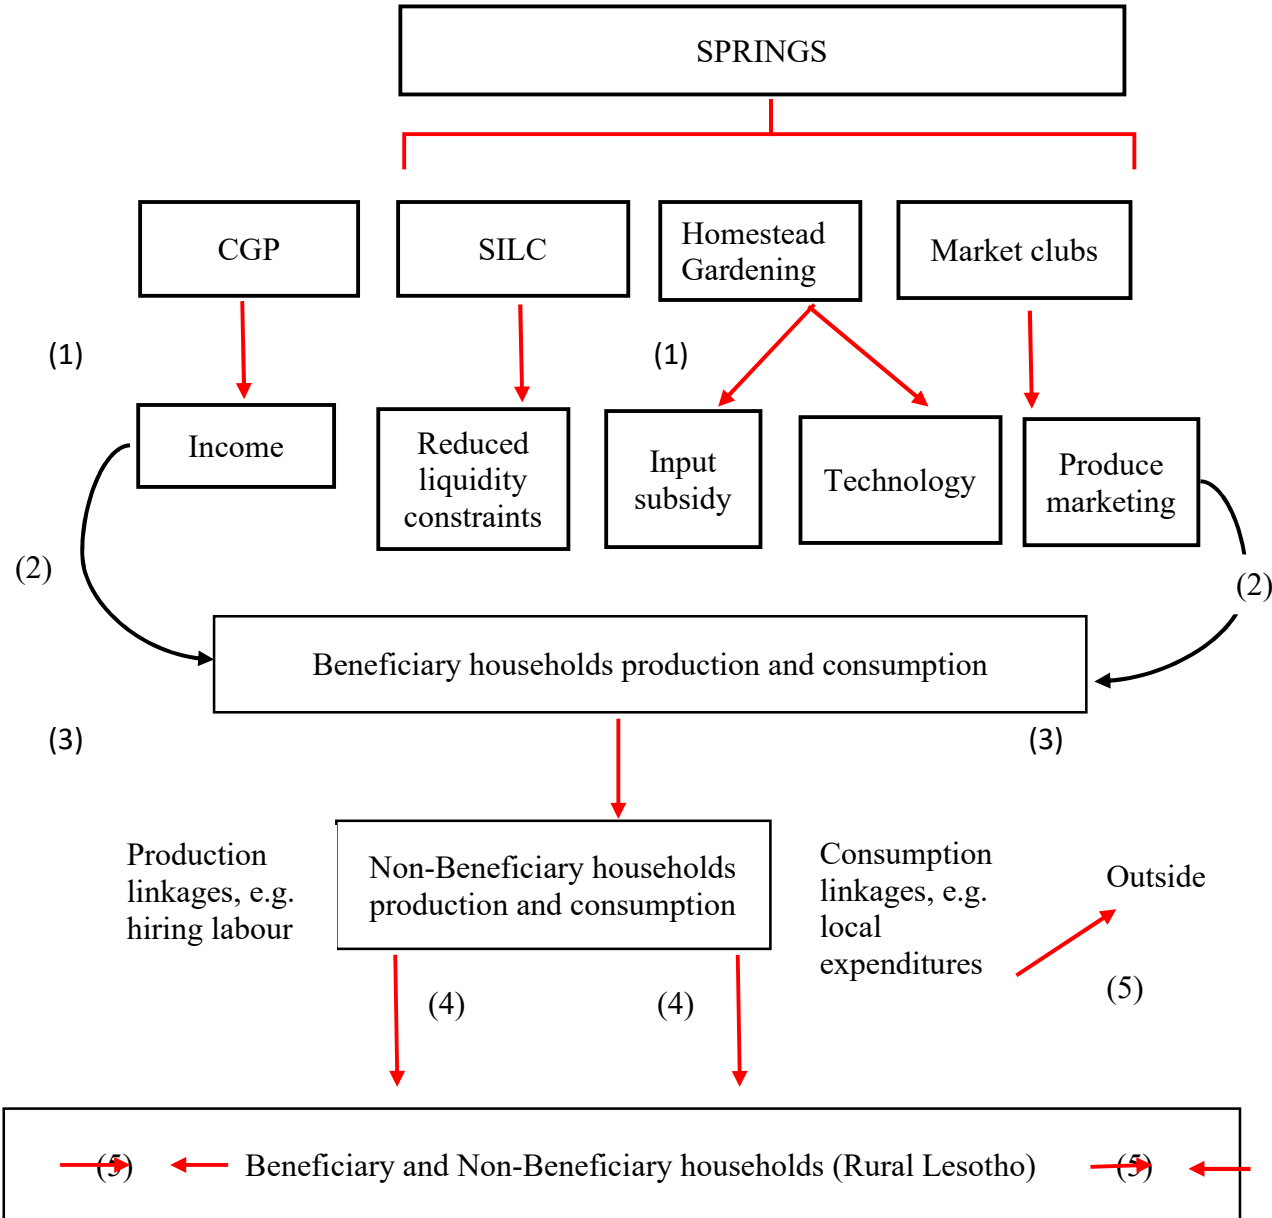 SPRINGS
CGP
SILC
Homestead
Gardening
Market clubs
(1)
(1)
Income
Reduced
liquidity
constraints
Input
subsidy
Technology
Produce
marketing
(2)
(2)
Beneficiary households production and consumption
(3)
(3)
Production
linkages, e.g.
hiring labour
Non-Beneficiary households
production and consumption
Consumption
linkages, e.g.
local
expenditures
Outside
(4)
(4)
(5)
(5)
Beneficiary and Non-Beneficiary households (Rural Lesotho)
(5)